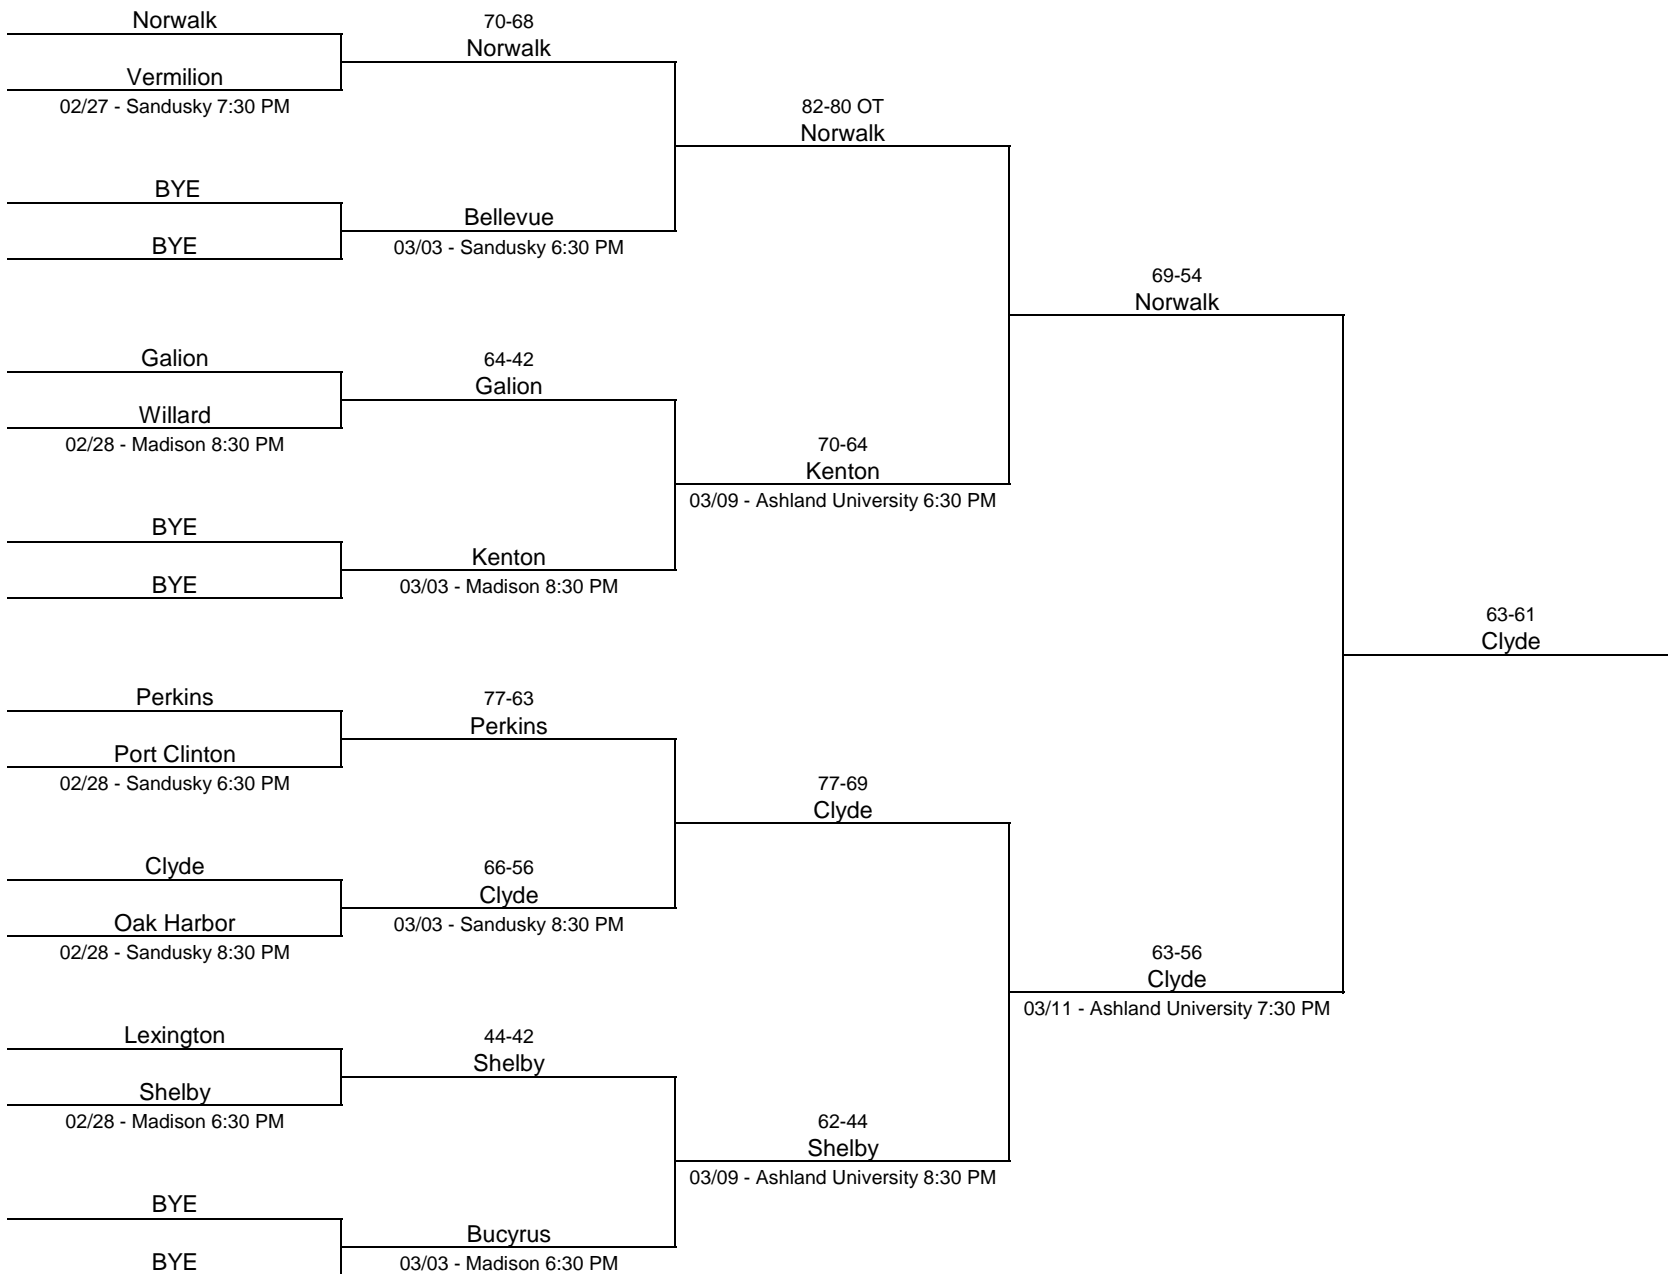 Norwalk
Vermilion
02/27 - Sandusky 7:30 PM
BYE
BYE
Galion
Willard
02/28 - Madison 8:30 PM
BYE
BYE
Perkins
Port Clinton
02/28 - Sandusky 6:30 PM
Clyde
Oak Harbor
02/28 - Sandusky 8:30 PM
Lexington
Shelby
02/28 - Madison 6:30 PM
BYE
BYE
70-68
Norwalk
Bellevue
03/03 - Sandusky 6:30 PM
64-42
Galion
Kenton
03/03 - Madison 8:30 PM
77-63
Perkins
66-56
Clyde
03/03 - Sandusky 8:30 PM
44-42
Shelby
Bucyrus
03/03 - Madison 6:30 PM
82-80 OT
Norwalk
70-64
Kenton
03/09 - Ashland University 6:30 PM
77-69
Clyde
62-44
Shelby
03/09 - Ashland University 8:30 PM
69-54
Norwalk
63-56
Clyde
03/11 - Ashland University 7:30 PM
63-61
Clyde